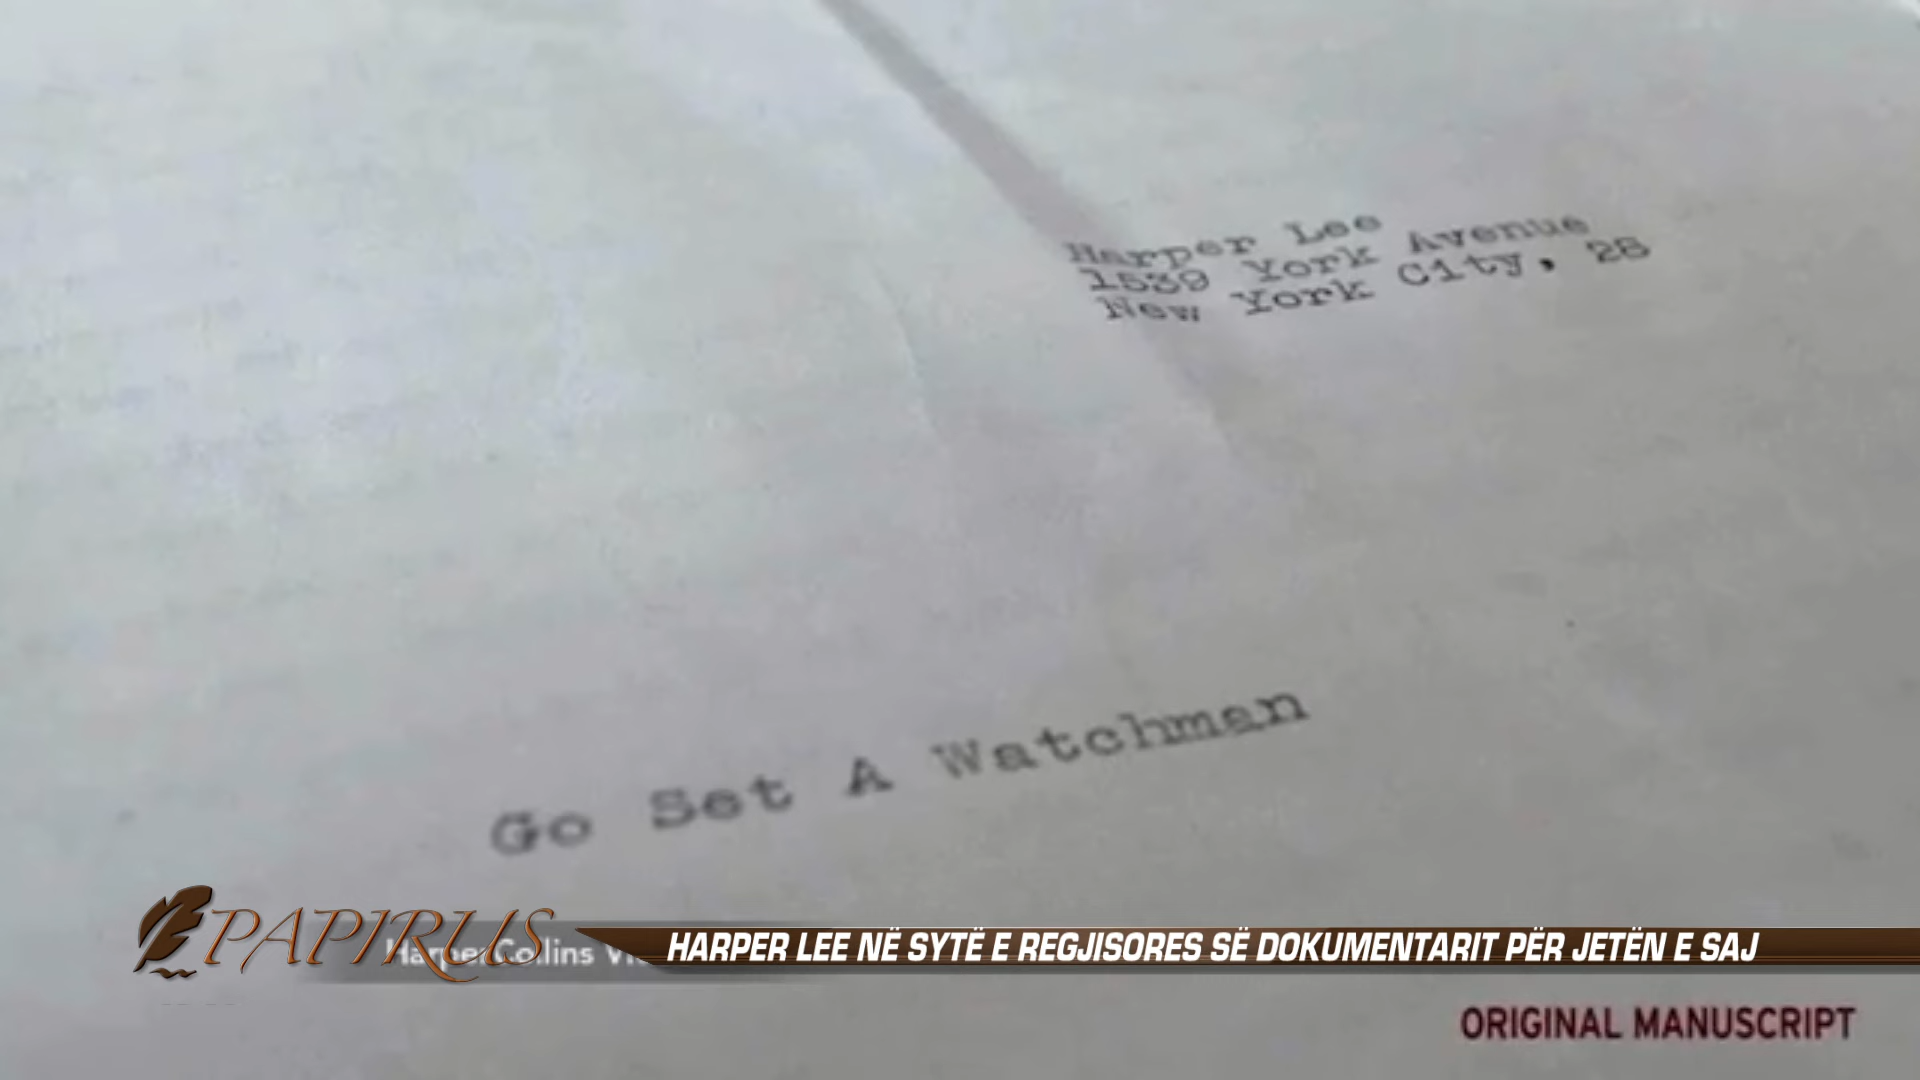 Harper Lee
1539 York Avenue
New York City, 28
Go Set A Watchman
PAPIRUS
HarperCollins
HARPER LEE NË SYTË E REGJISORES SË DOKUMENTARIT PËR JETËN E SAJ
ORIGINAL MANUSCRIPT